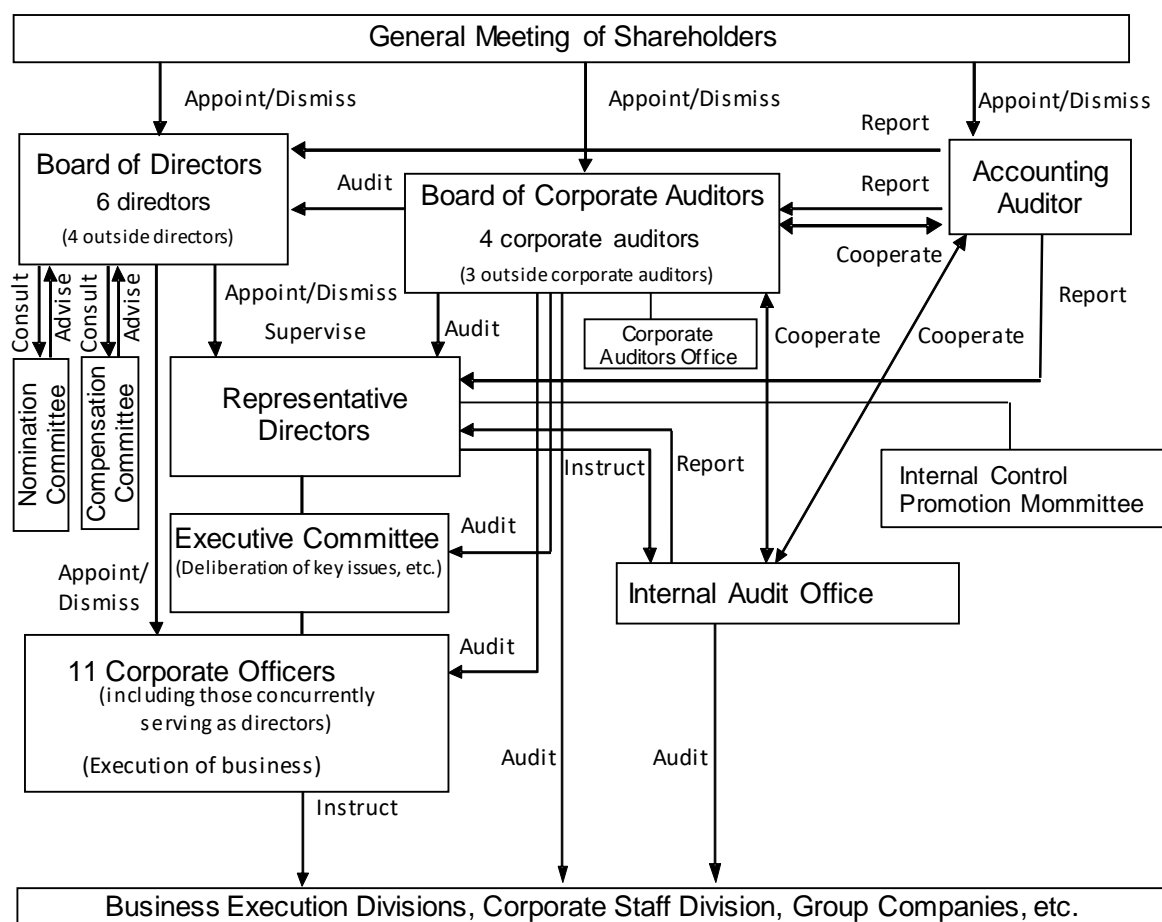 General Meeting of Shareholders
Appoint/Dismiss
Appoint/Dismiss
Appoint/Dismiss
Report
Board of Directors
6 diredtors
(4 outside directors)
Audit
Board of Corporate Auditors
4 corporate auditors
(3 outside corporate auditors)
Report
Accounting
Auditor
Cooperate
Consult
Advise
Consult
Advise
Appoint/Dismiss
Supervise
Audit
Corporate
Auditors Office
Cooperate
Cooperate
Report
Nomination
Committee
Compensation
Committee
Representative
Directors
Instruct
Report
Internal Control
Promotion Mommittee
Executive Committee
(Deliberation of key issues, etc.)
Audit
Appoint/
Dismiss
Internal Audit Office
11 Corporate Officers
(including those concurrently
serving as directors)
(Execution of business)
Audit
Audit
Audit
Instruct
Business Execution Divisions, Corporate Staff Division, Group Companies, etc.